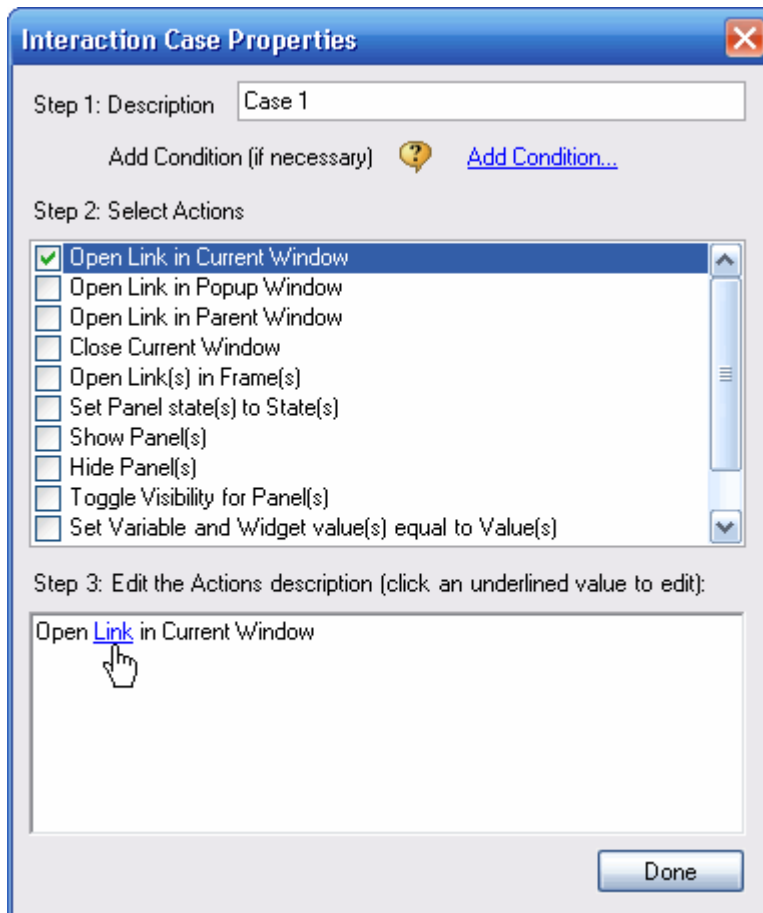 Interaction Case Properties
Step 1: Description Case 1
Add Condition (if necessary) ? Add Condition...
Step 2: Select Actions
Open Link in Current Window
Open Link in Popup Window
Open Link in Parent Window
Close Current Window
Open Link(s) in Frame(s)
Set Panel state(s) to State(s)
Show Panel(s)
Hide Panel(s)
Toggle Visibility for Panel(s)
Set Variable and Widget value(s) equal to Value(s)
Step 3: Edit the Actions description (click an underlined value to edit):
Open Link in Current Window
Done